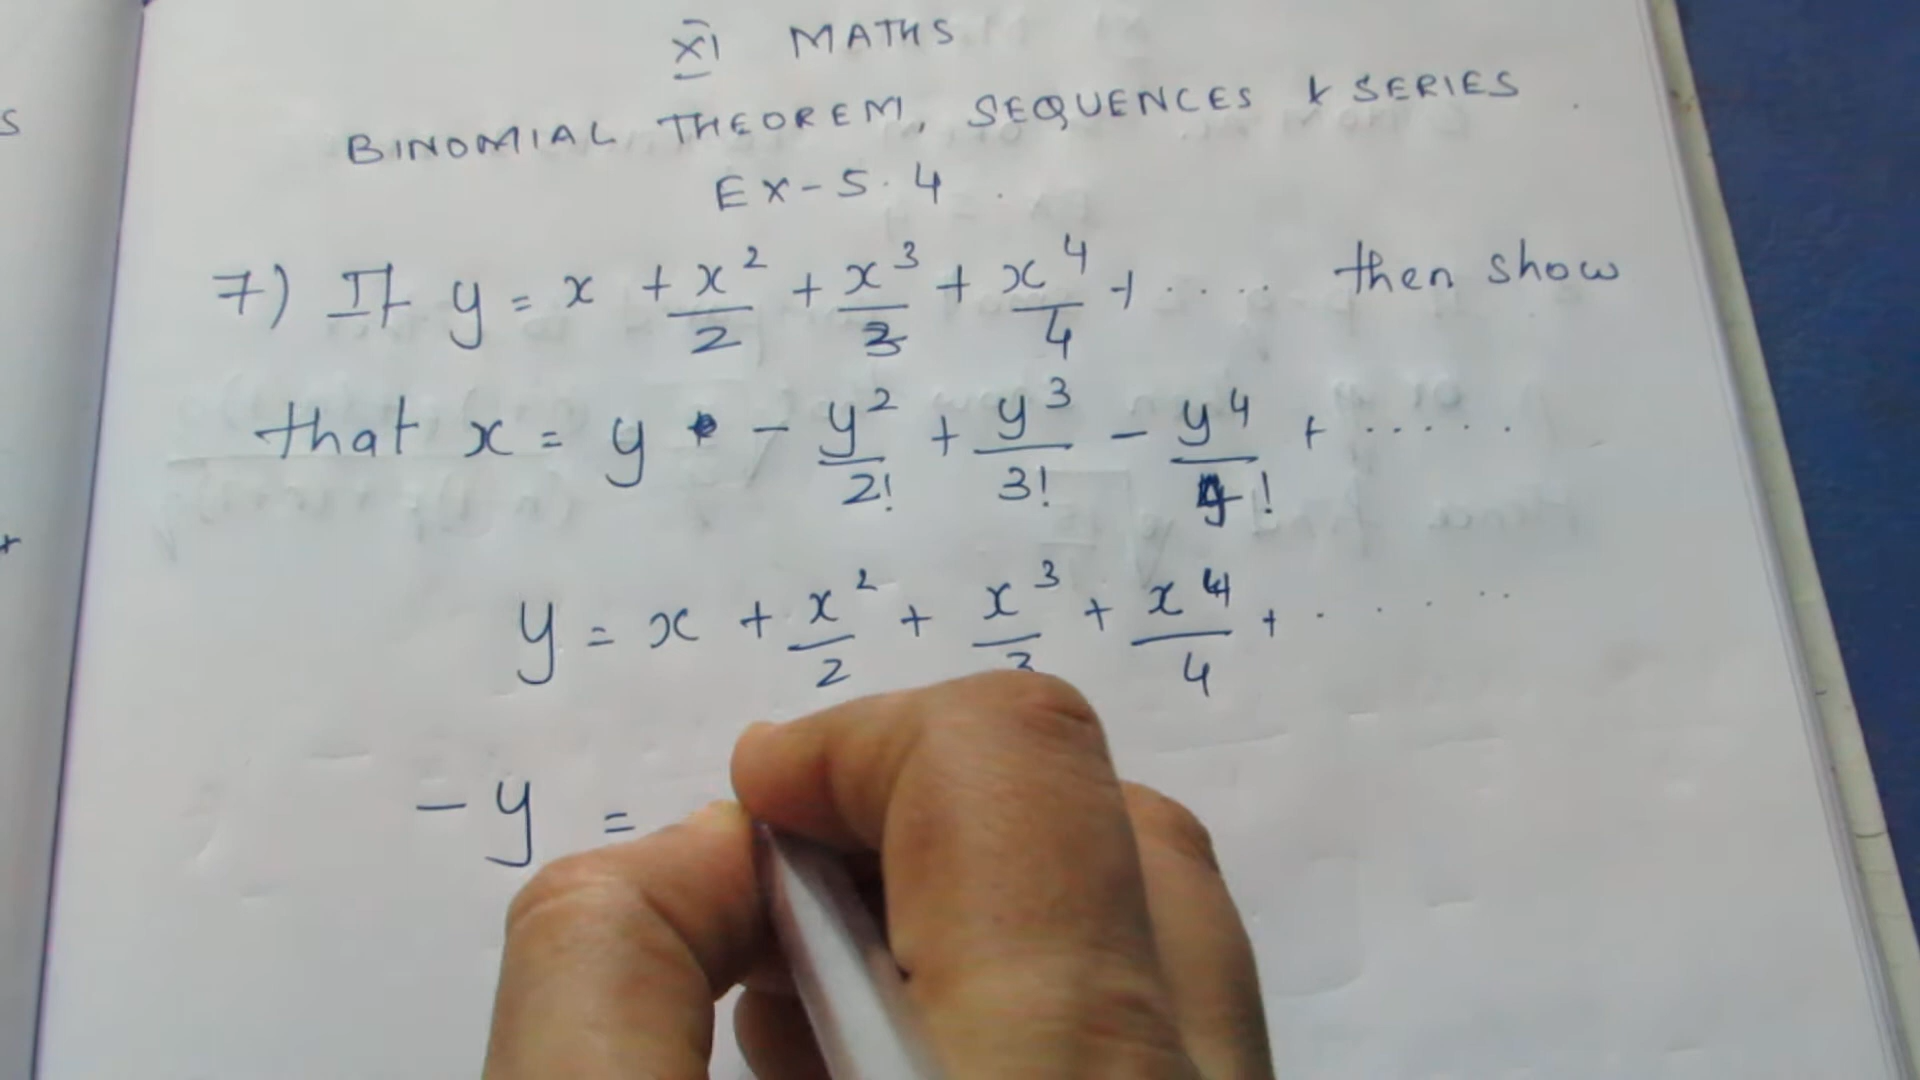 XI MATHS
BINOMIAL THEOREM, SEQUENCES & SERIES
EX-5.4
7) If y = x + x²/2 + x³/3 + x⁴/4 + .... then show
that x = y - y²/2! + y³/3! - y⁴/4! + .....
y = x + x²/2 + x³/3 + x⁴/4 + .....
-y =